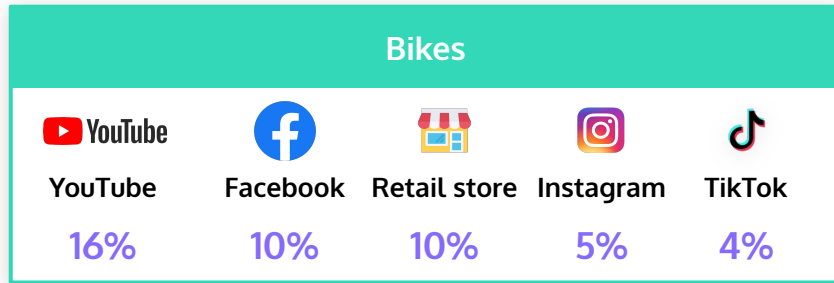 Bikes
YouTube
YouTube Facebook Retail store Instagram TikTok
16% 10% 10% 5% 4%